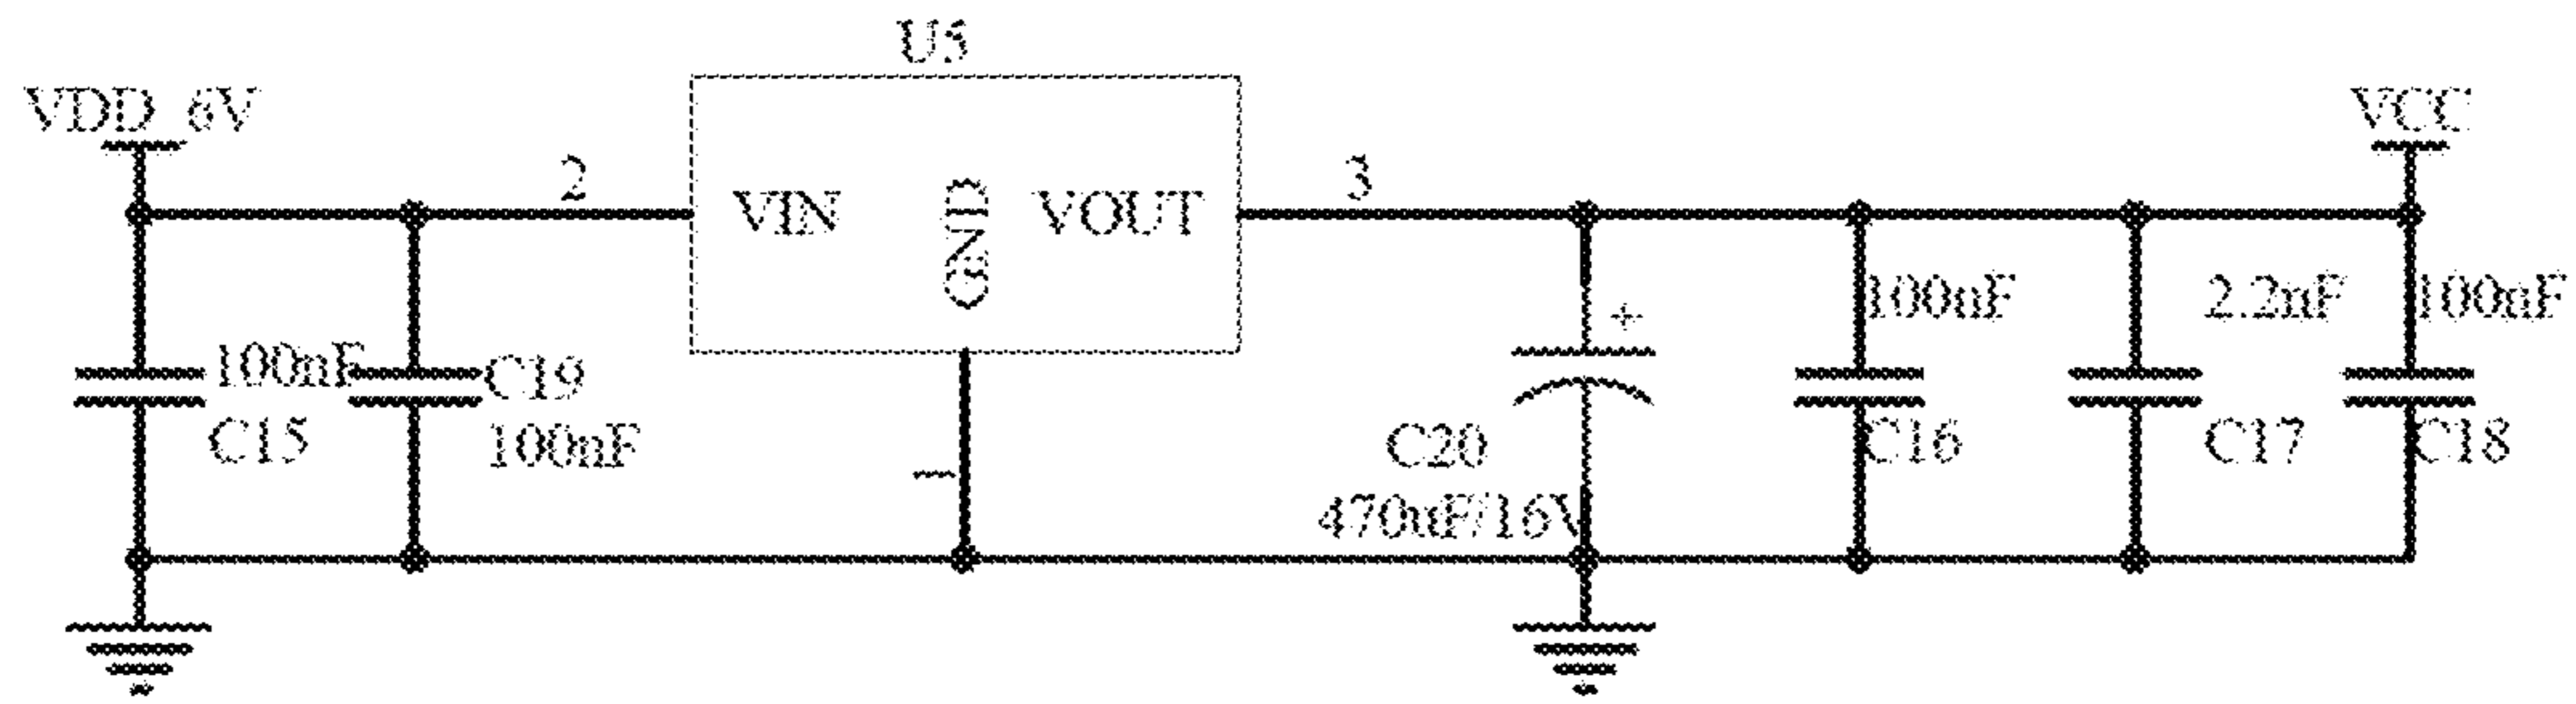 U5
VDD_6V
VCC
2
3
VIN
GND
VOUT
100nF
2.2nF
100nF
+
100nF
C19
C15
100nF
C20
C16
C17
C18
1
470uF/16V